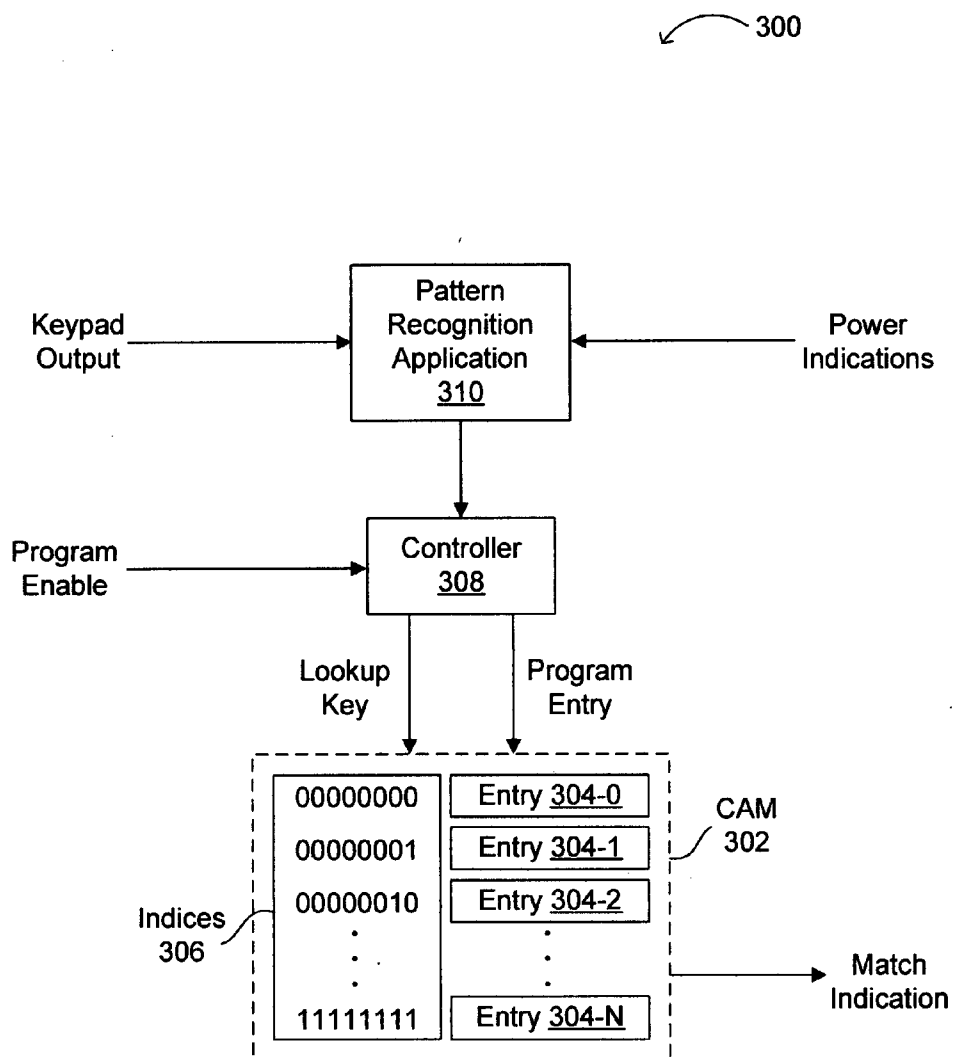 300
Pattern
Recognition
Application
310
Keypad
Output
Power
Indications
Controller
308
Program
Enable
Lookup
Key
Program
Entry
00000000
Entry 304-0
00000001
Entry 304-1
00000010
Entry 304-2
11111111
Entry 304-N
CAM
302
Indices
306
Match
Indication